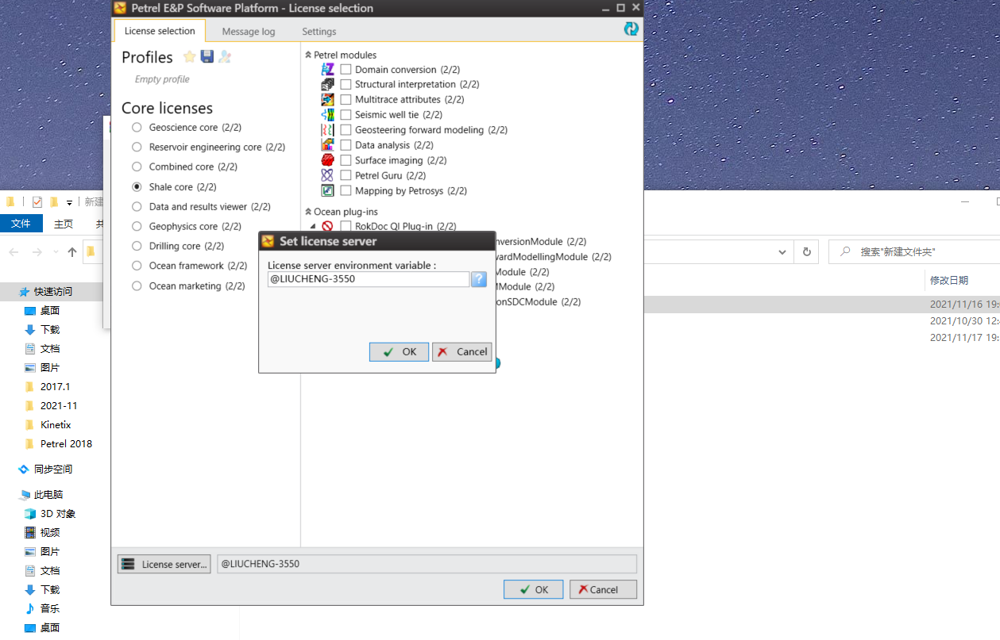 Petrel E&P Software Platform - License selection
License selection
Message log
Settings
Profiles
Empty profile
Core licenses
Geoscience core (2/2)
Reservoir engineering core (2/2)
Combined core (2/2)
Shale core (2/2)
Data and results viewer (2/2)
Geophysics core (2/2)
Drilling core (2/2)
Ocean framework (2/2)
Ocean marketing (2/2)
Petrel modules
Domain conversion (2/2)
Structural interpretation (2/2)
Multitrace attributes (2/2)
Seismic well tie (2/2)
Geosteering forward modeling (2/2)
Data analysis (2/2)
Surface imaging (2/2)
Petrel Guru (2/2)
Mapping by Petrosys (2/2)
Ocean plug-ins
RokDoc QI Plug-in (2/2)
nversionModule (2/2)
vardModellingModule (2/2)
Module (2/2)
Module (2/2)
onSDCModule (2/2)
Set license server
License server environment variable :
@LIUCHENG-3550
?
OK
Cancel
License server...
@LIUCHENG-3550
OK
Cancel
新建
文件
主页
共
搜索"新建文件夹"
修改日期
2021/11/16 19:
2021/10/30 12:
2021/11/17 19:
快速访问
桌面
下载
文档
图片
2017.1
2021-11
Kinetix
Petrel 2018
同步空间
此电脑
3D 对象
视频
图片
文档
下载
音乐
桌面